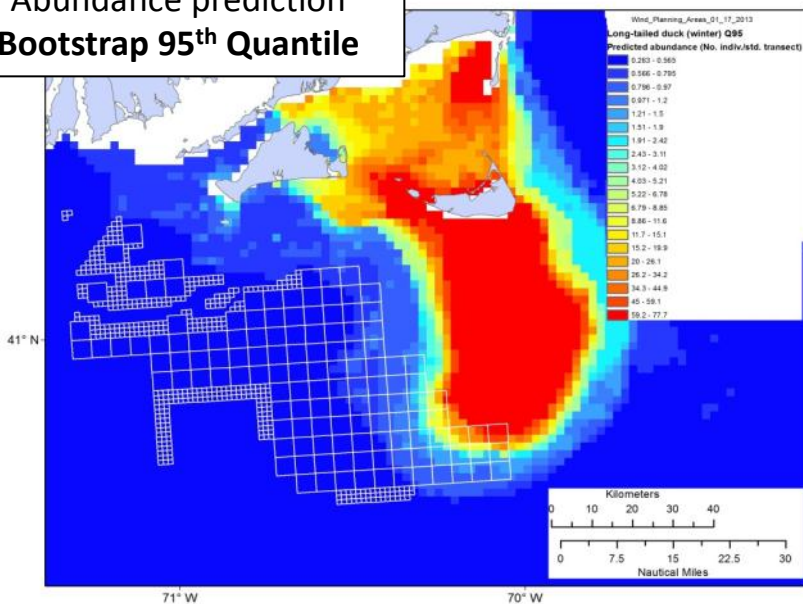 Abundance prediction
Bootstrap 95th Quantile
Wind_Planning_Areas_01_17_2013
Long-tailed duck (winter) Q95
Predicted abundance (No. indiv./std. transect)
0.283 - 0.565
0.566 - 0.795
0.796 - 0.97
0.971 - 1.2
1.21 - 1.5
1.51 - 1.9
1.91 - 2.42
2.43 - 3.11
3.12 - 4.02
4.03 - 5.21
5.22 - 6.78
6.79 - 8.85
8.86 - 11.6
11.7 - 15.1
15.2 - 19.9
20 - 26.1
26.2 - 34.2
34.3 - 44.9
45 - 59.1
59.2 - 77.7
41° N
Kilometers
0 10 20 30 40
0 7.5 15 22.5 30
Nautical Miles
71° W 70° W